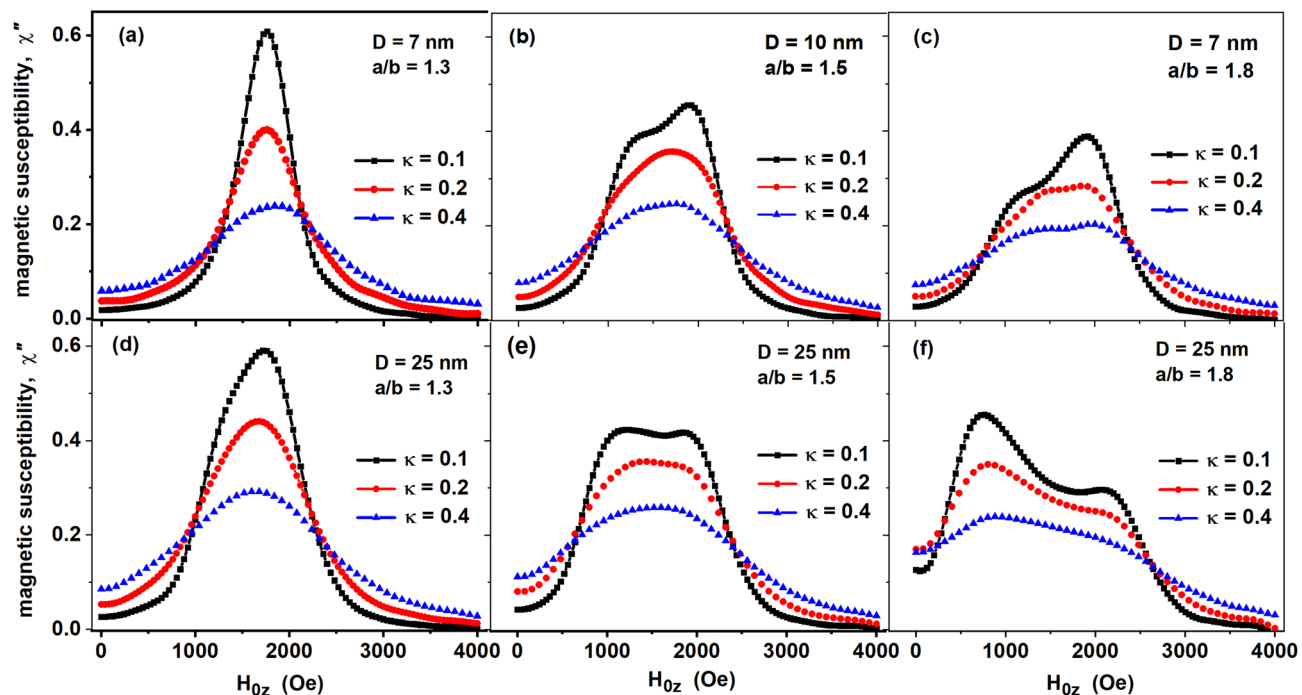 magnetic susceptibility, χ″
0.6
0.4
0.2
0.0
(a)
D = 7 nm
a/b = 1.3
κ = 0.1
κ = 0.2
κ = 0.4
(b)
D = 10 nm
a/b = 1.5
κ = 0.1
κ = 0.2
κ = 0.4
(c)
D = 7 nm
a/b = 1.8
κ = 0.1
κ = 0.2
κ = 0.4
magnetic susceptibility, χ″
0.6
0.4
0.2
0.0
(d)
D = 25 nm
a/b = 1.3
κ = 0.1
κ = 0.2
κ = 0.4
(e)
D = 25 nm
a/b = 1.5
κ = 0.1
κ = 0.2
κ = 0.4
(f)
D = 25 nm
a/b = 1.8
κ = 0.1
κ = 0.2
κ = 0.4
0 1000 2000 3000 4000
0 1000 2000 3000 4000
0 1000 2000 3000 4000
H0z (Oe)
H0z (Oe)
H0z (Oe)